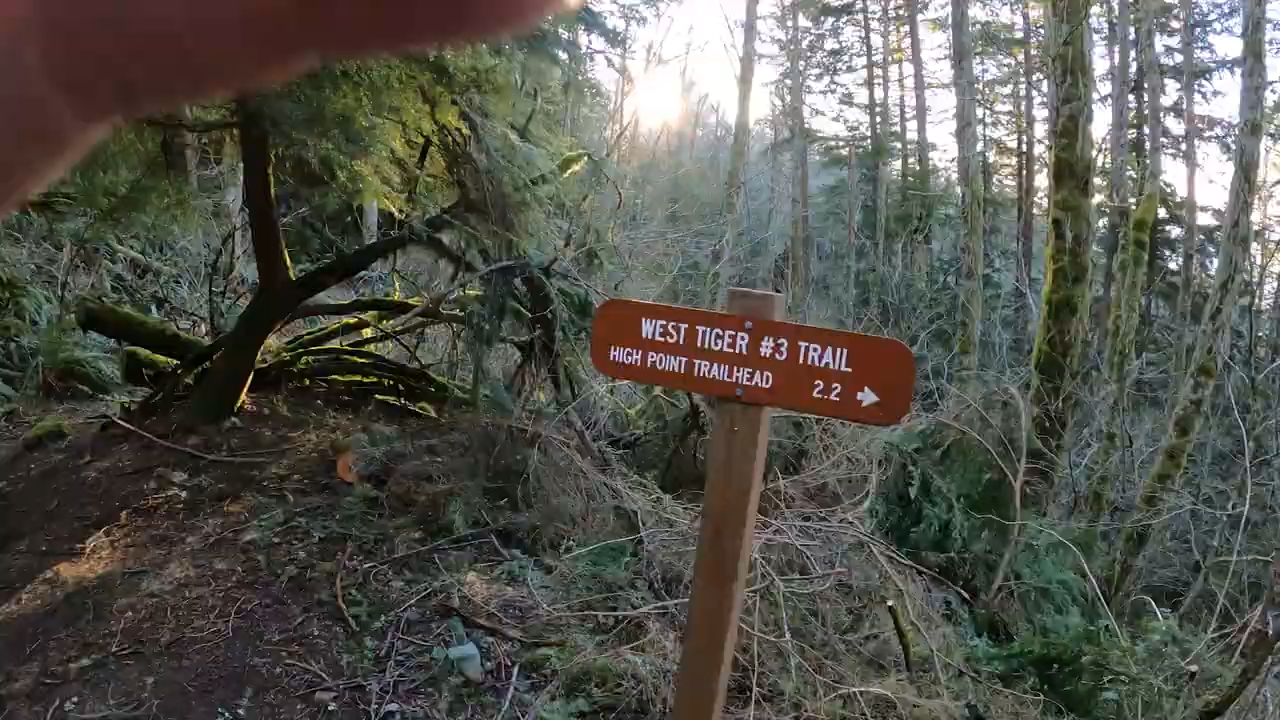 WEST TIGER #3 TRAIL
HIGH POINT TRAILHEAD 2.2 →